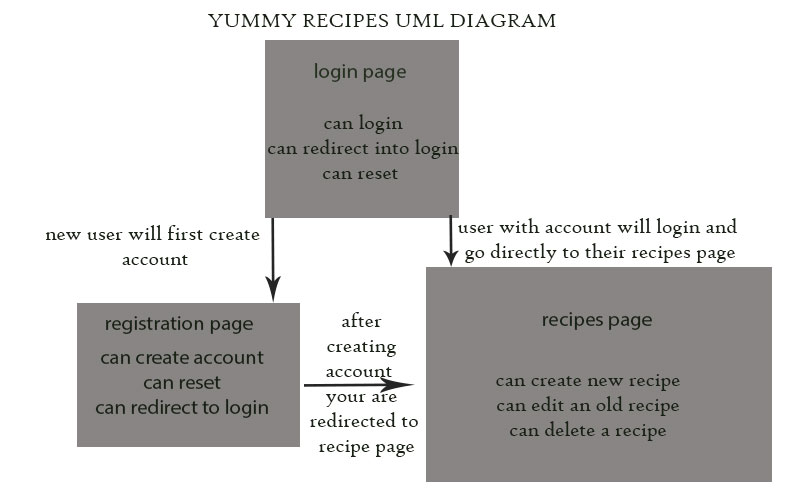 YUMMY RECIPES UML DIAGRAM
login page
can login
can redirect into login
can reset
new user will first create
account
user with account will login and
go directly to their recipes page
registration page
can create account
can reset
can redirect to login
after
creating
account
your are
redirected to
recipe page
recipes page
can create new recipe
can edit an old recipe
can delete a recipe